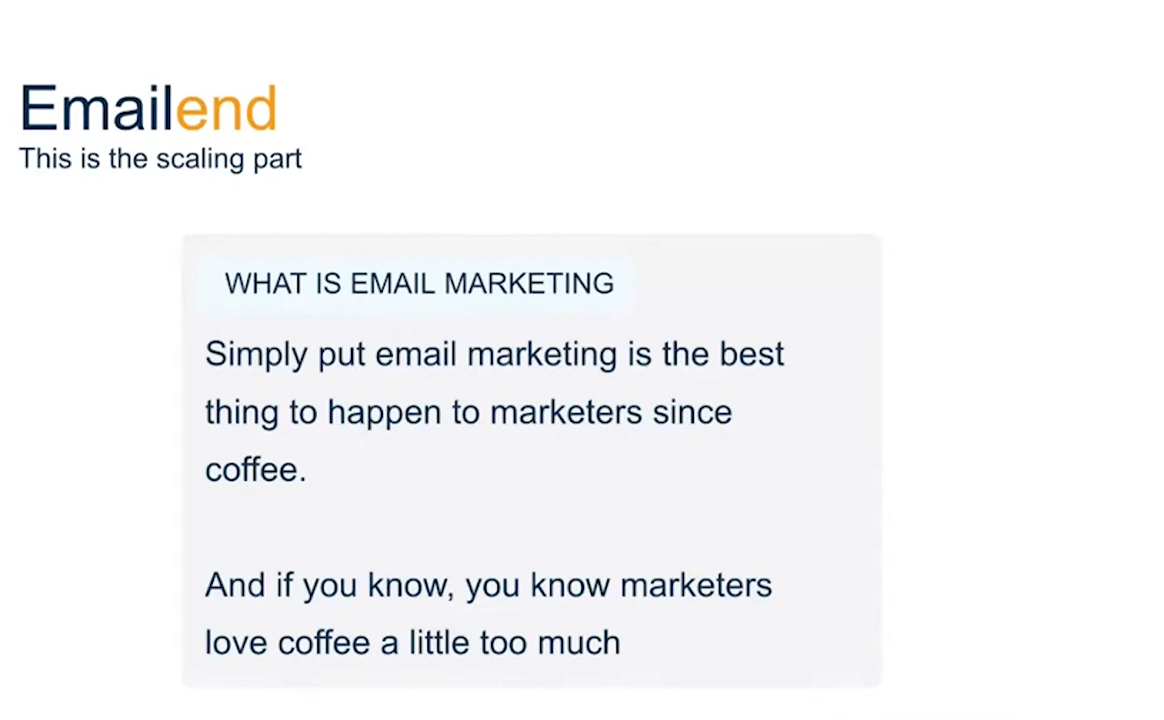 Emailend
This is the scaling part
WHAT IS EMAIL MARKETING
Simply put email marketing is the best
thing to happen to marketers since
coffee.
And if you know, you know marketers
love coffee a little too much